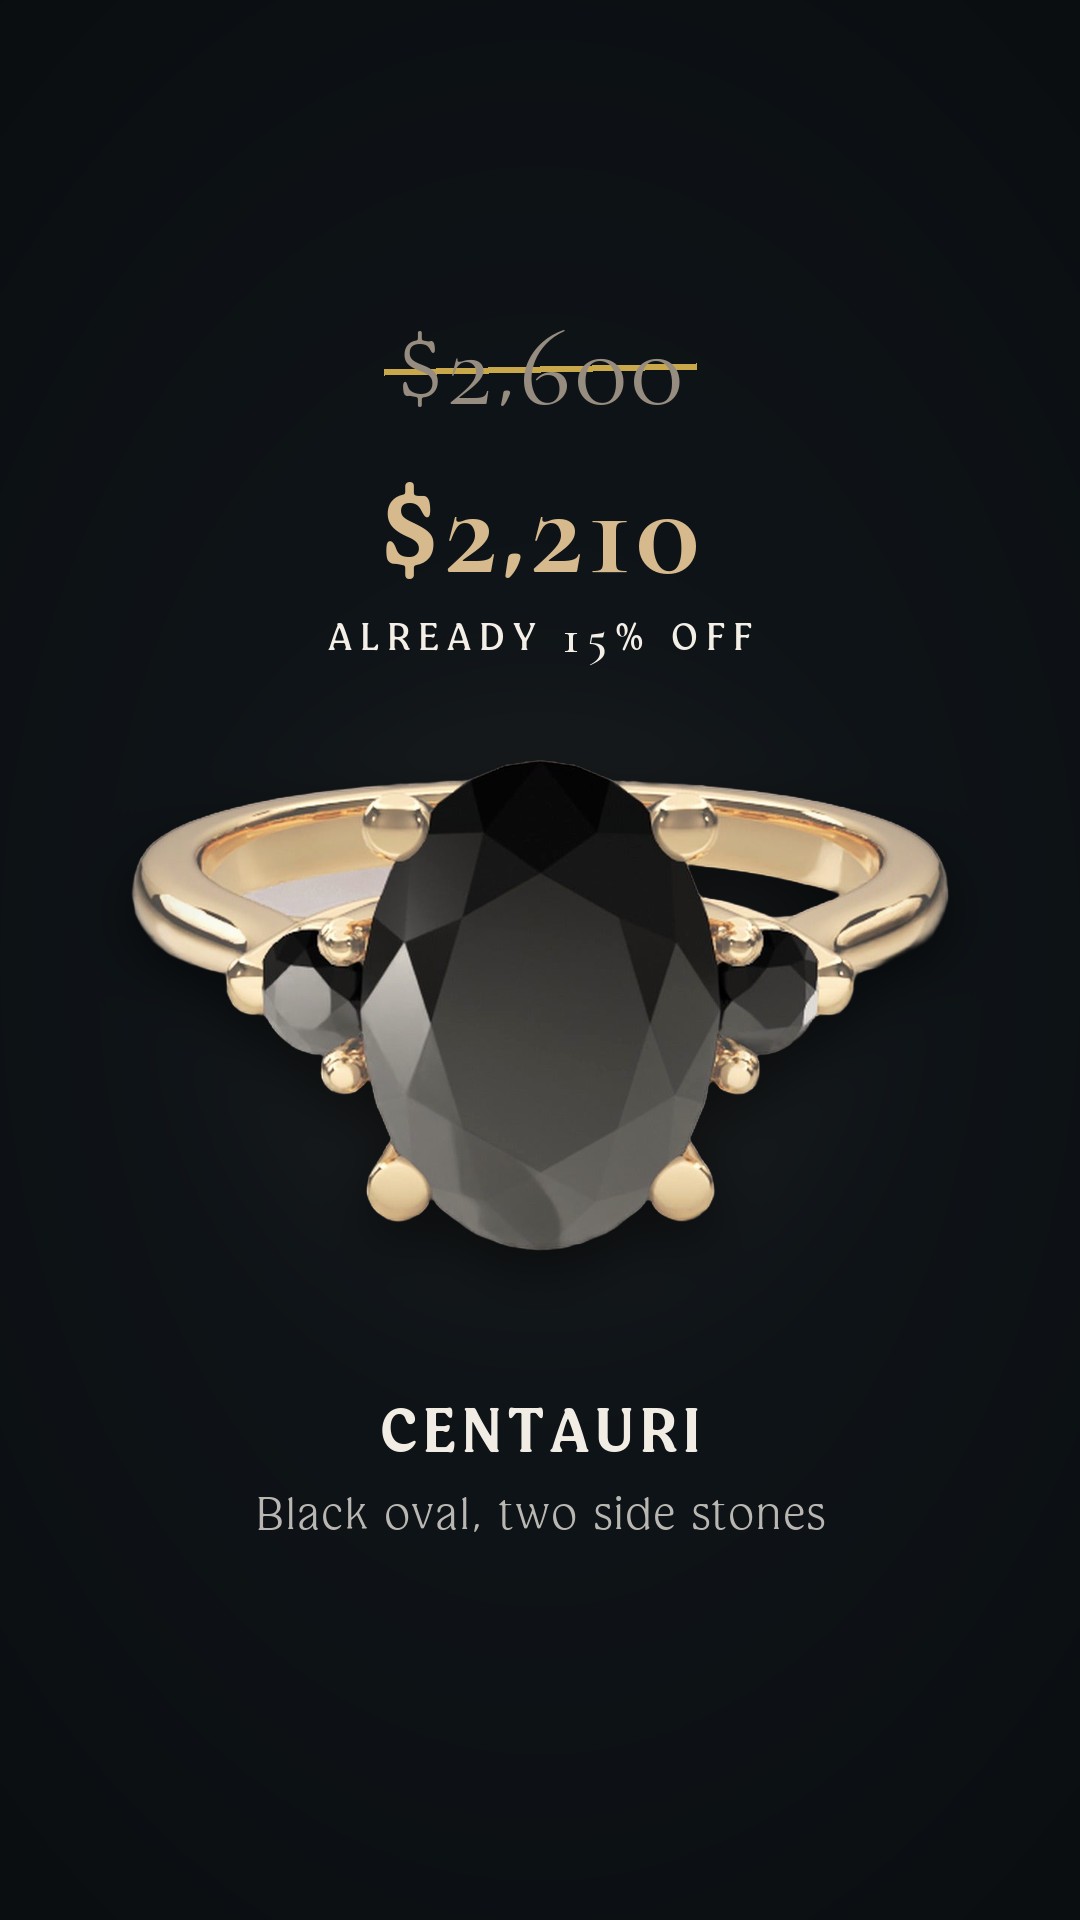 $2,600
$2,210
ALREADY 15% OFF
CENTAURI
Black oval, two side stones